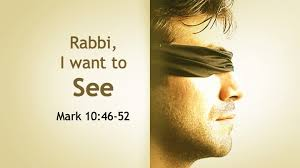 Rabbi,
I want to
See
Mark 10:46-52